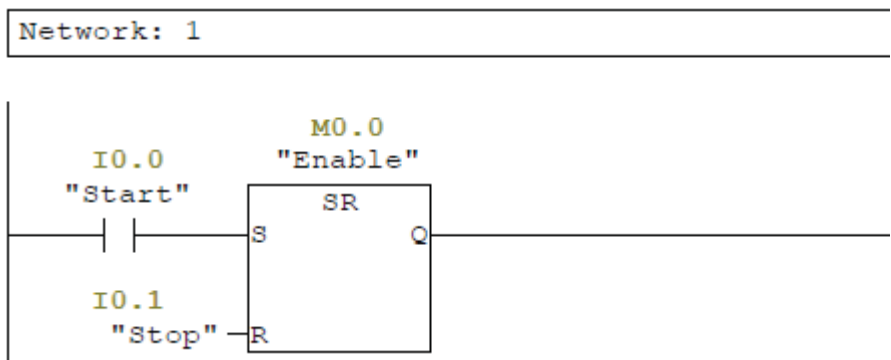 Network: 1
M0.0
I0.0
"Enable"
"Start"
SR
S
Q
I0.1
"Stop"
R